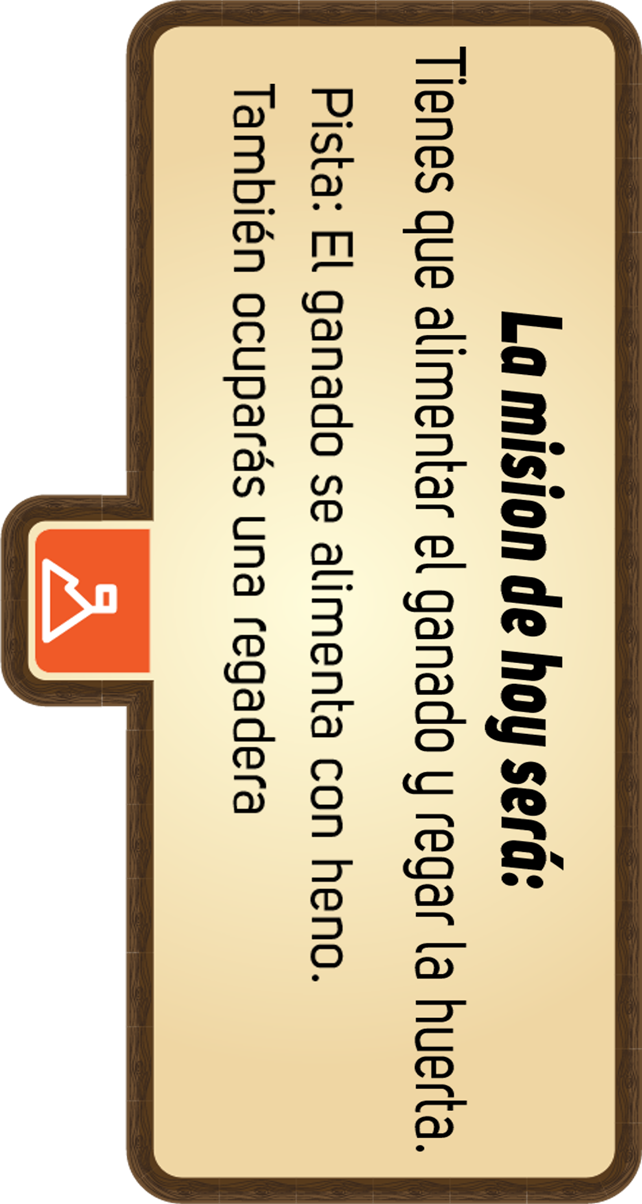 La mision de hoy será:
Tienes que alimentar el ganado y regar la huerta.
Pista: El ganado se alimenta con heno.
También ocuparás una regadera